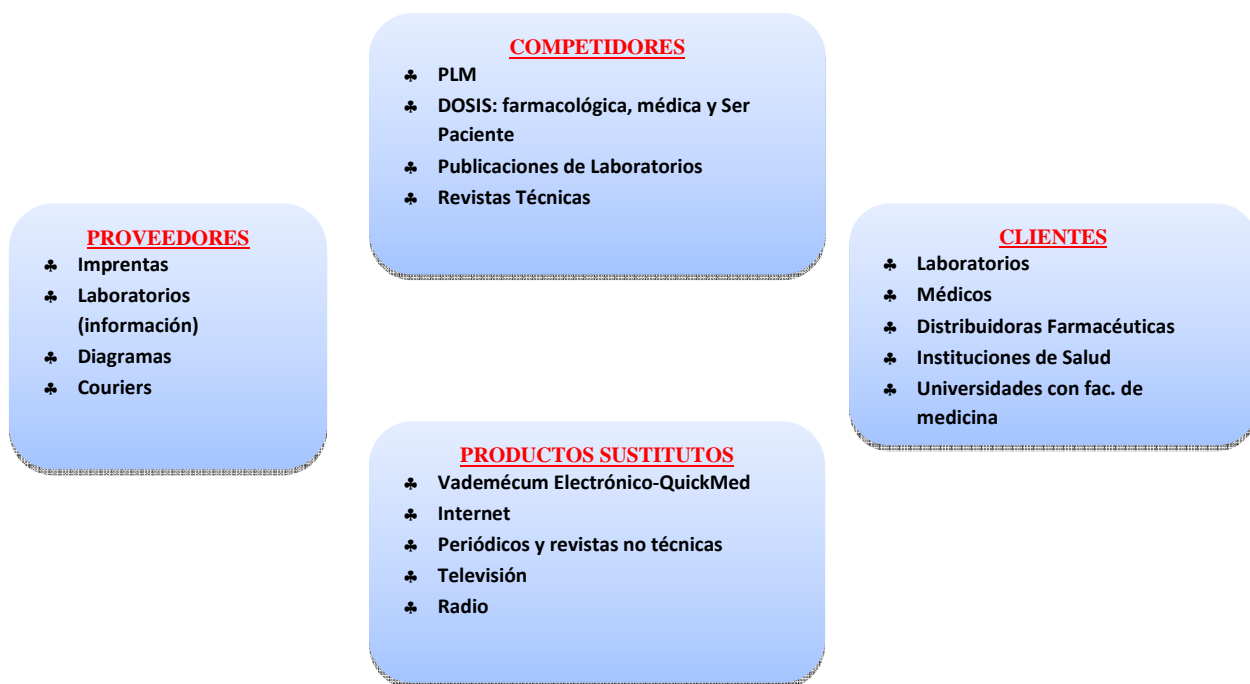 COMPETIDORES
♣ PLM
♣ DOSIS: farmacológica, médica y Ser
Paciente
♣ Publicaciones de Laboratorios
♣ Revistas Técnicas
PROVEEDORES
♣ Imprentas
♣ Laboratorios
(información)
♣ Diagramas
♣ Couriers
CLIENTES
♣ Laboratorios
♣ Médicos
♣ Distribuidoras Farmacéuticas
♣ Instituciones de Salud
♣ Universidades con fac. de
medicina
PRODUCTOS SUSTITUTOS
♣ Vademécum Electrónico-QuickMed
♣ Internet
♣ Periódicos y revistas no técnicas
♣ Televisión
♣ Radio